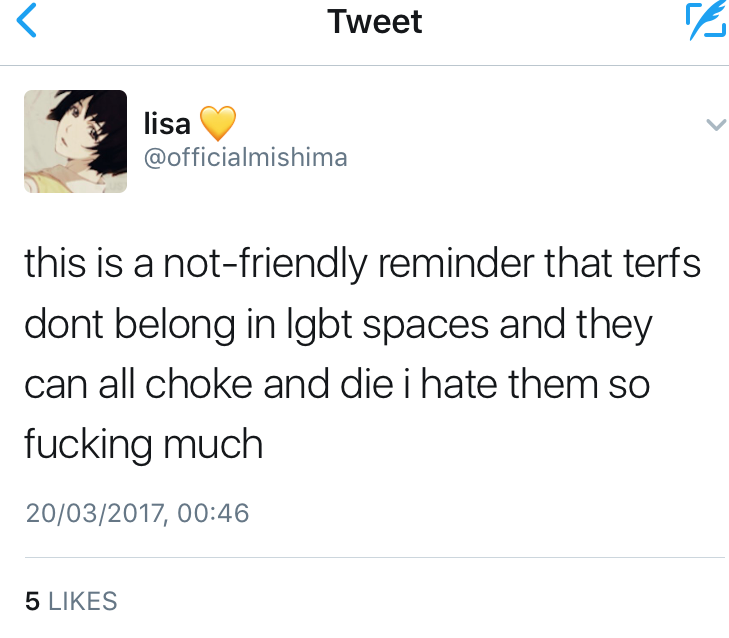 Tweet
lisa 💛
@officialmishima
this is a not-friendly reminder that terfs
dont belong in lgbt spaces and they
can all choke and die i hate them so
fucking much
20/03/2017, 00:46
5 LIKES